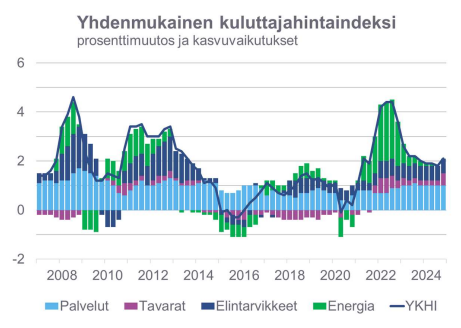 Yhdenmukainen kuluttajahintaindeksi
prosenttimuutos ja kasvuvaikutukset
6
4
2
0
-2
2008 2010 2012 2014 2016 2018 2020 2022 2024
Palvelut Tavarat Elintarvikkeet Energia YKHI